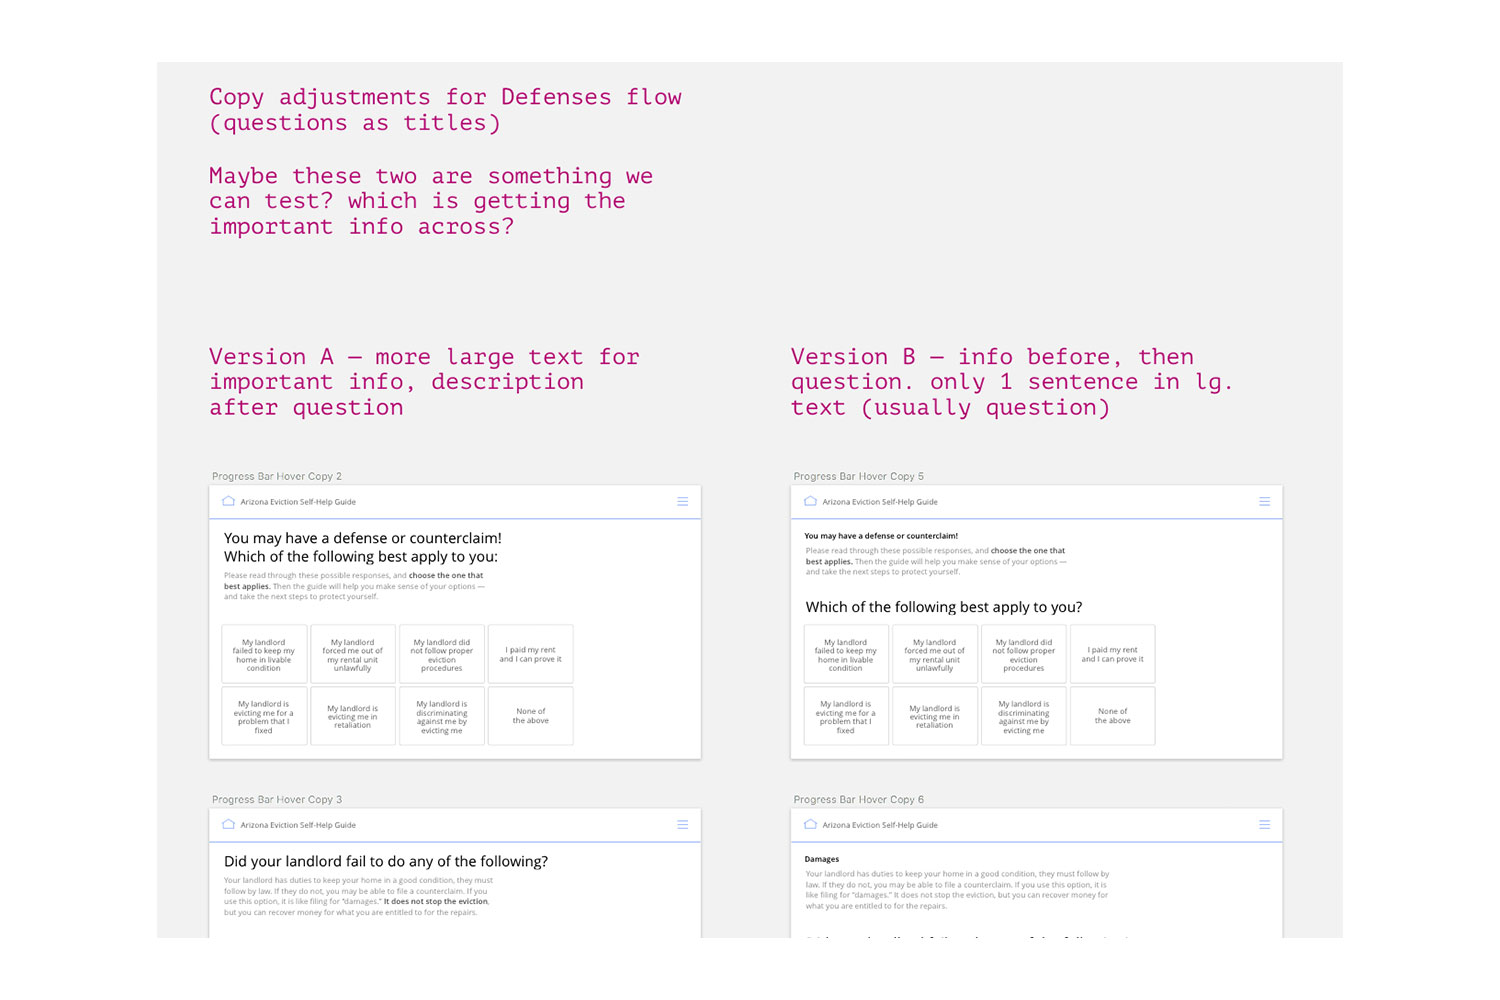 Copy adjustments for Defenses flow
(questions as titles)
Maybe these two are something we
can test? which is getting the
important info across?
Version A — more large text for
important info, description
after question
Version B — info before, then
question. only 1 sentence in lg.
text (usually question)
Progress Bar Hover Copy 2
Arizona Eviction Self-Help Guide
You may have a defense or counterclaim!
Which of the following best apply to you:
Please read through these possible responses, and choose the one that
best applies. Then the guide will help you make sense of your options —
and take the next steps to protect yourself.
My landlord
failed to keep my
home in livable
condition
My landlord
forced me out of
my rental unit
unlawfully
My landlord did
not follow proper
eviction
procedures
I paid my rent
and I can prove it
My landlord is
evicting me for a
problem that I
fixed
My landlord is
evicting me in
retaliation
My landlord is
discriminating
against me by
evicting me
None of
the above
Progress Bar Hover Copy 5
Arizona Eviction Self-Help Guide
You may have a defense or counterclaim!
Please read through these possible responses, and choose the one that
best applies. Then the guide will help you make sense of your options —
and take the next steps to protect yourself.
Which of the following best apply to you?
My landlord
failed to keep my
home in livable
condition
My landlord
forced me out of
my rental unit
unlawfully
My landlord did
not follow proper
eviction
procedures
I paid my rent
and I can prove it
My landlord is
evicting me for a
problem that I
fixed
My landlord is
evicting me in
retaliation
My landlord is
discriminating
against me by
evicting me
None of
the above
Progress Bar Hover Copy 3
Arizona Eviction Self-Help Guide
Did your landlord fail to do any of the following?
Your landlord has duties to keep your home in a good condition, they must
follow by law. If they do not, you may be able to file a counterclaim. If you
use this option, it is like filing for "damages." It does not stop the eviction,
but you can recover money for what you are entitled to for the repairs.
Progress Bar Hover Copy 6
Arizona Eviction Self-Help Guide
Damages
Your landlord has duties to keep your home in a good condition, they must follow by
law. If they do not, you may be able to file a counterclaim. If you use this option, it is
like filing for "damages." It does not stop the eviction, but you can recover money for
what you are entitled to for the repairs.